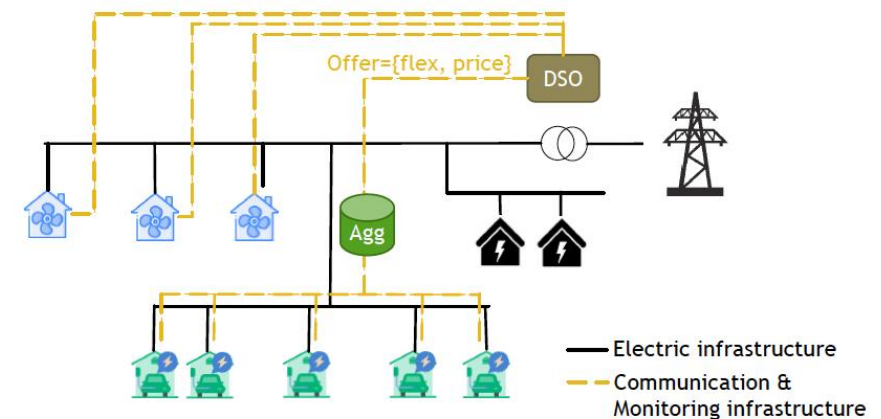 Offer={flex, price}
DSO
Agg
Electric infrastructure
Communication &
Monitoring infrastructure